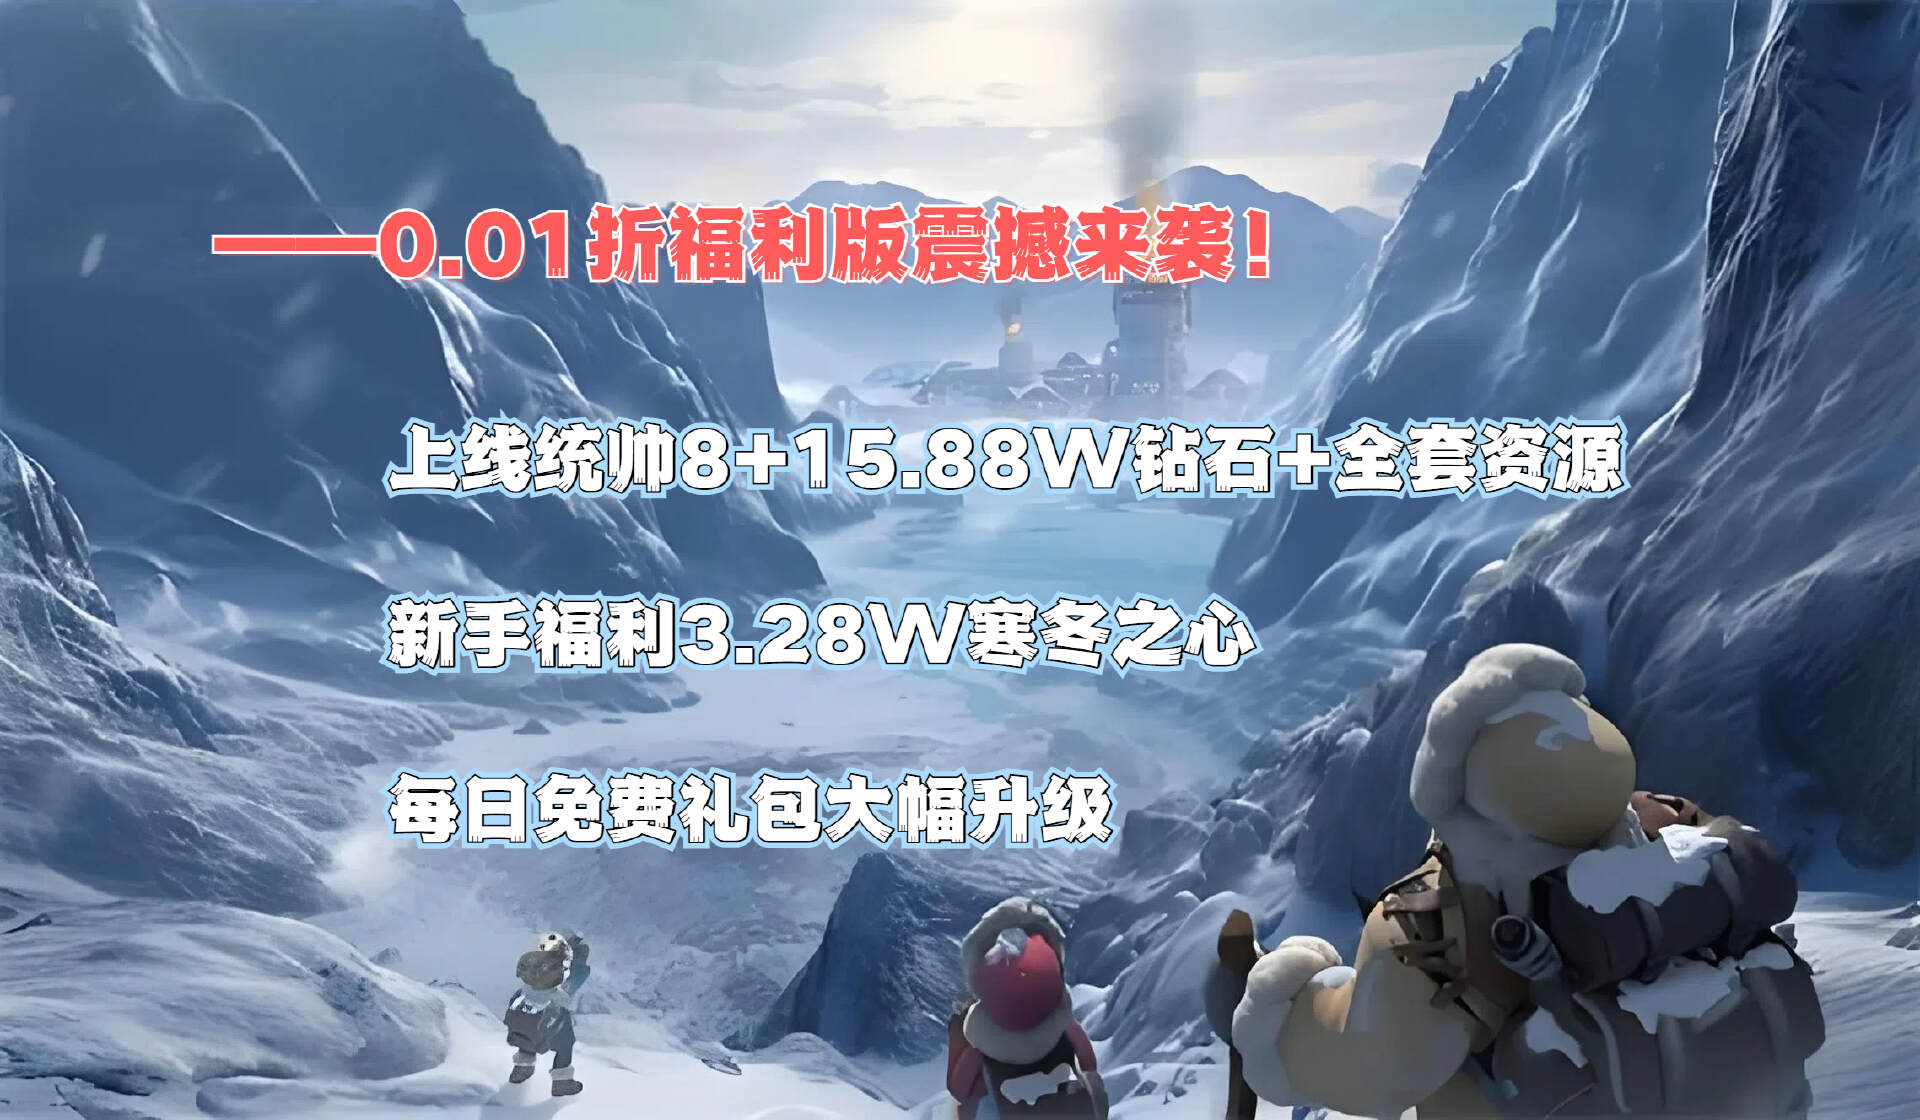 ——0.01折福利版震撼来袭！
上线统帅8+15.88W钻石+全套资源
新手福利3.28W寒冬之心
每日免费礼包大幅升级